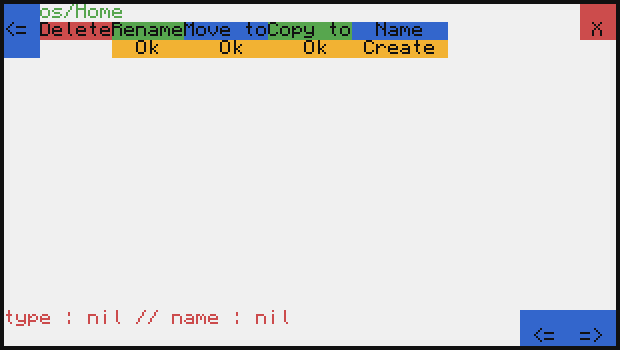 os/Home
<= Delete Rename Move to Copy to Name X
Ok Ok Ok Create
type : nil // name : nil
<= =>